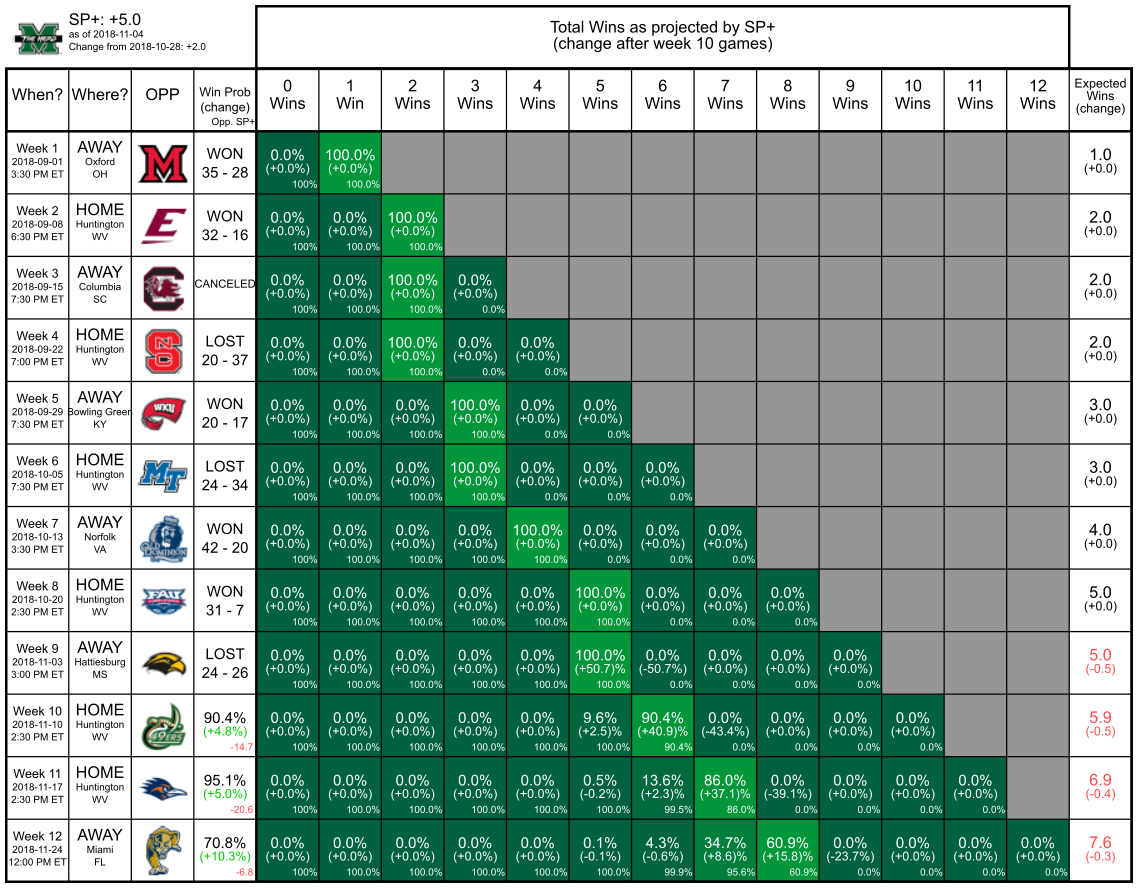 THE HERD
SP+: +5.0
as of 2018-11-04
Change from 2018-10-28: +2.0
Total Wins as projected by SP+
(change after week 10 games)
When? Where? OPP Win Prob (change) Opp. SP+ 0 Wins 1 Win 2 Wins 3 Wins 4 Wins 5 Wins 6 Wins 7 Wins 8 Wins 9 Wins 10 Wins 11 Wins 12 Wins Expected Wins (change)
Week 1 AWAY WON 0.0% 100.0% 1.0
2018-09-01 Oxford (+0.0%) (+0.0%) (+0.0)
3:30 PM ET OH 35 - 28 100% 100.0%
Week 2 HOME WON 0.0% 0.0% 100.0% 2.0
2018-09-08 Huntington (+0.0%) (+0.0%) (+0.0%) (+0.0)
6:30 PM ET WV 32 - 16 100% 100.0% 100.0%
Week 3 AWAY CANCELED 0.0% 0.0% 100.0% 0.0% 2.0
2018-09-15 Columbia (+0.0%) (+0.0%) (+0.0%) (+0.0%) (+0.0)
7:30 PM ET SC 100% 100.0% 100.0% 0.0%
Week 4 HOME LOST 0.0% 0.0% 100.0% 0.0% 0.0% 2.0
2018-09-22 Huntington (+0.0%) (+0.0%) (+0.0%) (+0.0%) (+0.0%) (+0.0)
7:00 PM ET WV 20 - 37 100% 100.0% 100.0% 0.0% 0.0%
Week 5 AWAY WKU WON 0.0% 0.0% 0.0% 100.0% 0.0% 0.0% 3.0
2018-09-29 Bowling Green (+0.0%) (+0.0%) (+0.0%) (+0.0%) (+0.0%) (+0.0%) (+0.0)
7:30 PM ET KY 20 - 17 100% 100.0% 100.0% 100.0% 0.0% 0.0%
Week 6 HOME MT LOST 0.0% 0.0% 0.0% 100.0% 0.0% 0.0% 0.0% 3.0
2018-10-05 Huntington (+0.0%) (+0.0%) (+0.0%) (+0.0%) (+0.0%) (+0.0%) (+0.0%) (+0.0)
7:30 PM ET WV 24 - 34 100% 100.0% 100.0% 100.0% 0.0% 0.0% 0.0%
Week 7 AWAY OLD DOMINION WON 0.0% 0.0% 0.0% 0.0% 100.0% 0.0% 0.0% 0.0% 4.0
2018-10-13 Norfolk (+0.0%) (+0.0%) (+0.0%) (+0.0%) (+0.0%) (+0.0%) (+0.0%) (+0.0%) (+0.0)
3:30 PM ET VA 42 - 20 100% 100.0% 100.0% 100.0% 100.0% 0.0% 0.0% 0.0%
Week 8 HOME FAU WON 0.0% 0.0% 0.0% 0.0% 0.0% 100.0% 0.0% 0.0% 0.0% 5.0
2018-10-20 Huntington (+0.0%) (+0.0%) (+0.0%) (+0.0%) (+0.0%) (+0.0%) (+0.0%) (+0.0%) (+0.0%) (+0.0)
2:30 PM ET WV 31 - 7 100% 100.0% 100.0% 100.0% 100.0% 100.0% 0.0% 0.0% 0.0%
Week 9 AWAY LOST 0.0% 0.0% 0.0% 0.0% 0.0% 100.0% 0.0% 0.0% 0.0% 0.0% 5.0
2018-11-03 Hattiesburg (+0.0%) (+0.0%) (+0.0%) (+0.0%) (+0.0%) (+50.7)% (-50.7%) (+0.0%) (+0.0%) (+0.0%) (-0.5)
3:00 PM ET MS 24 - 26 100% 100.0% 100.0% 100.0% 100.0% 100.0% 0.0% 0.0% 0.0% 0.0%
Week 10 HOME 49ERS 90.4% 0.0% 0.0% 0.0% 0.0% 0.0% 9.6% 90.4% 0.0% 0.0% 0.0% 0.0% 5.9
2018-11-10 Huntington (+4.8%) (+0.0%) (+0.0%) (+0.0%) (+0.0%) (+0.0%) (+2.5)% (+40.9)% (-43.4%) (+0.0%) (+0.0%) (+0.0%) (-0.5)
2:30 PM ET WV -14.7 100% 100.0% 100.0% 100.0% 100.0% 100.0% 90.4% 0.0% 0.0% 0.0% 0.0%
Week 11 HOME 95.1% 0.0% 0.0% 0.0% 0.0% 0.0% 0.5% 13.6% 86.0% 0.0% 0.0% 0.0% 0.0% 6.9
2018-11-17 Huntington (+5.0%) (+0.0%) (+0.0%) (+0.0%) (+0.0%) (+0.0%) (-0.2%) (+2.3)% (+37.1)% (-39.1%) (+0.0%) (+0.0%) (+0.0%) (-0.4)
2:30 PM ET WV -20.6 100% 100.0% 100.0% 100.0% 100.0% 100.0% 99.5% 86.0% 0.0% 0.0% 0.0% 0.0%
Week 12 AWAY 70.8% 0.0% 0.0% 0.0% 0.0% 0.0% 0.1% 4.3% 34.7% 60.9% 0.0% 0.0% 0.0% 0.0% 7.6
2018-11-24 Miami (+10.3%) (+0.0%) (+0.0%) (+0.0%) (+0.0%) (+0.0%) (-0.1%) (-0.6%) (+8.6)% (+15.8)% (-23.7%) (+0.0%) (+0.0%) (+0.0%) (-0.3)
12:00 PM ET FL -6.8 100% 100.0% 100.0% 100.0% 100.0% 100.0% 99.9% 95.6% 60.9% 0.0% 0.0% 0.0% 0.0%